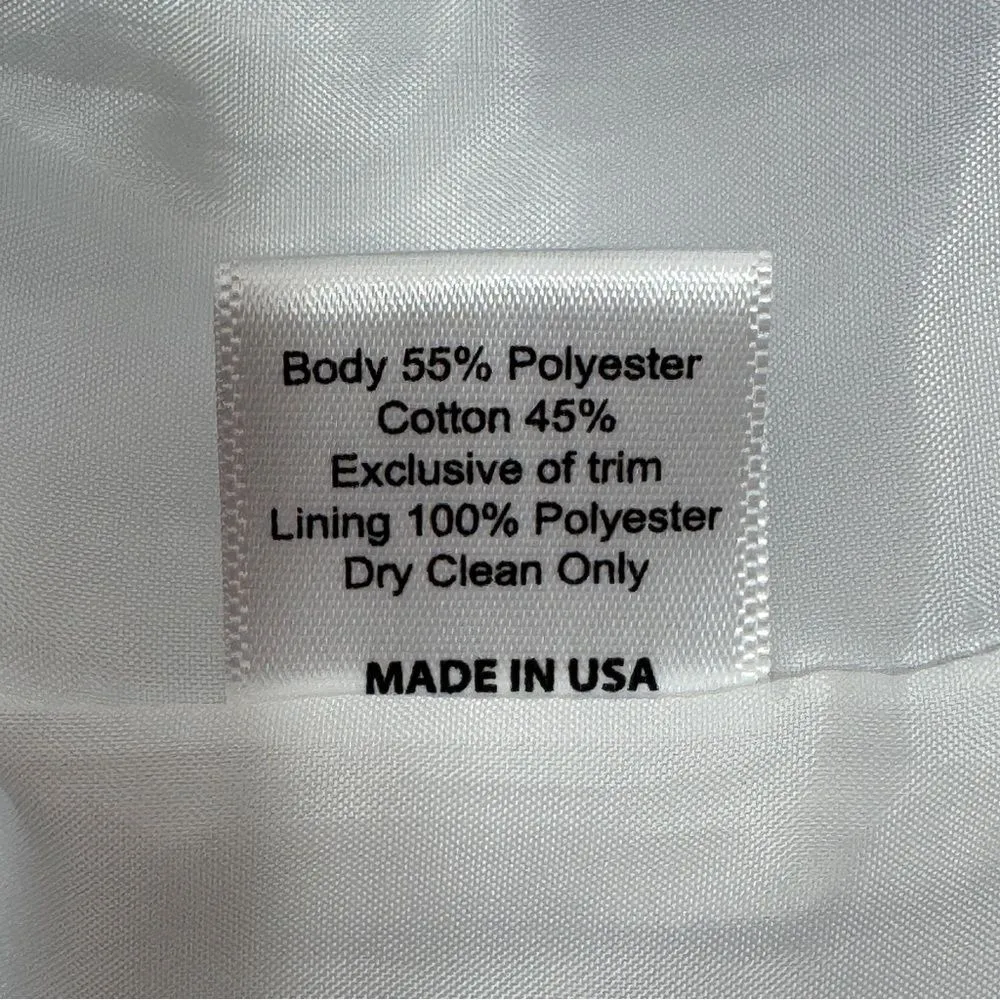 Body 55% Polyester
Cotton 45%
Exclusive of trim
Lining 100% Polyester
Dry Clean Only
MADE IN USA